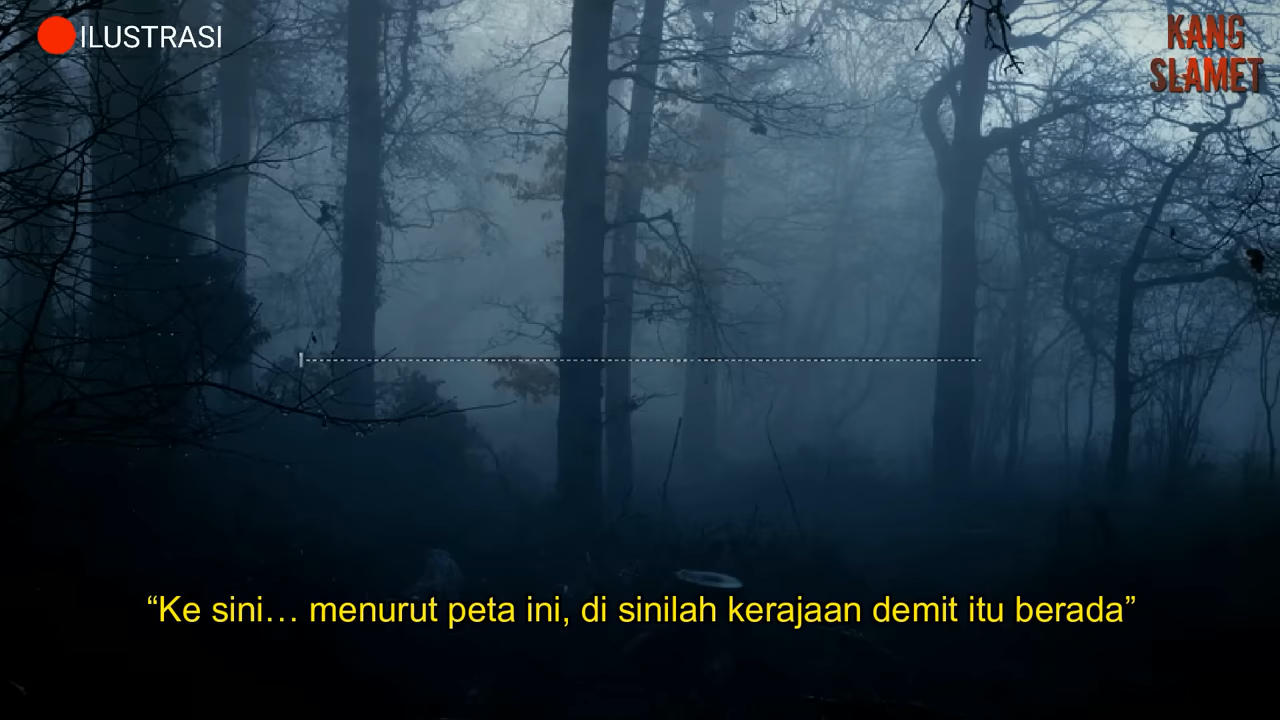 ILUSTRASI
KANG
SLAMET
“Ke sini… menurut peta ini, di sinilah kerajaan demit itu berada”